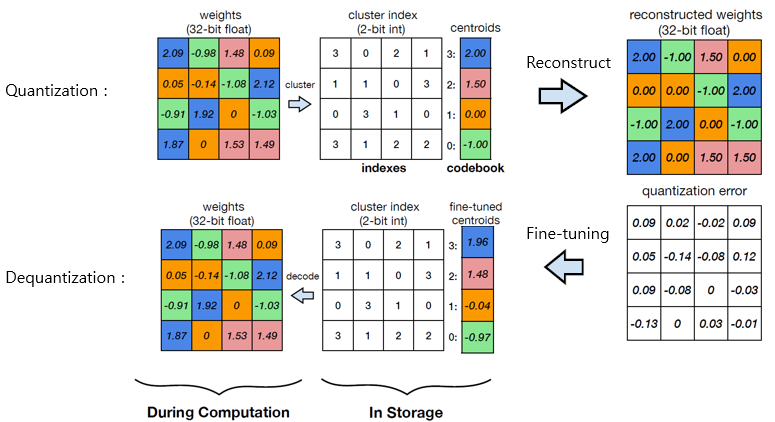 weights
(32-bit float)
cluster index
(2-bit int)
centroids
reconstructed weights
(32-bit float)
Quantization :
2.09 -0.98 1.48 0.09
0.05 -0.14 -1.08 2.12
-0.91 1.92 0 -1.03
1.87 0 1.53 1.49
cluster
3 0 2 1
1 1 0 3
0 3 1 0
3 1 2 2
indexes
3: 2.00
2: 1.50
1: 0.00
0: -1.00
codebook
Reconstruct
2.00 -1.00 1.50 0.00
0.00 0.00 -1.00 2.00
-1.00 2.00 0.00 -1.00
2.00 0.00 1.50 1.50
quantization error
0.09 0.02 -0.02 0.09
0.05 -0.14 -0.08 0.12
0.09 -0.08 0 -0.03
-0.13 0 0.03 -0.01
Fine-tuning
weights
(32-bit float)
cluster index
(2-bit int)
fine-tuned
centroids
Dequantization :
2.09 -0.98 1.48 0.09
0.05 -0.14 -1.08 2.12
-0.91 1.92 0 -1.03
1.87 0 1.53 1.49
decode
3 0 2 1
1 1 0 3
0 3 1 0
3 1 2 2
3: 1.96
2: 1.48
1: -0.04
0: -0.97
During Computation
In Storage